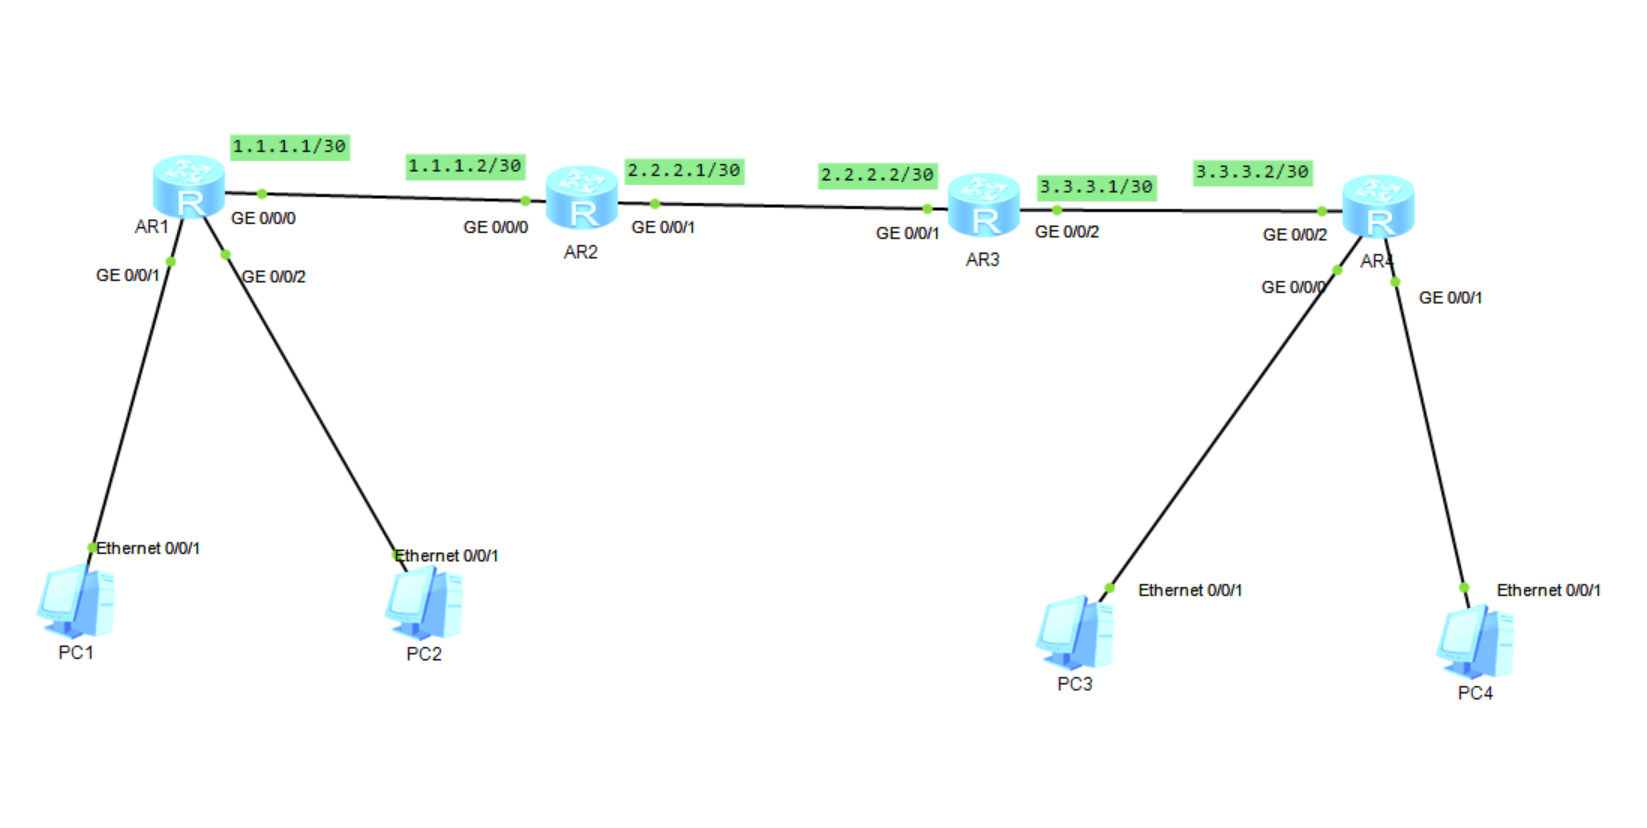 1.1.1.1/30
1.1.1.2/30
2.2.2.1/30
2.2.2.2/30
3.3.3.1/30
3.3.3.2/30
R
R
R
R
AR1
GE 0/0/0
GE 0/0/0
AR2
GE 0/0/1
GE 0/0/1
AR3
GE 0/0/2
GE 0/0/2
AR4
GE 0/0/1
GE 0/0/2
GE 0/0/0
GE 0/0/1
Ethernet 0/0/1
Ethernet 0/0/1
Ethernet 0/0/1
Ethernet 0/0/1
PC1
PC2
PC3
PC4